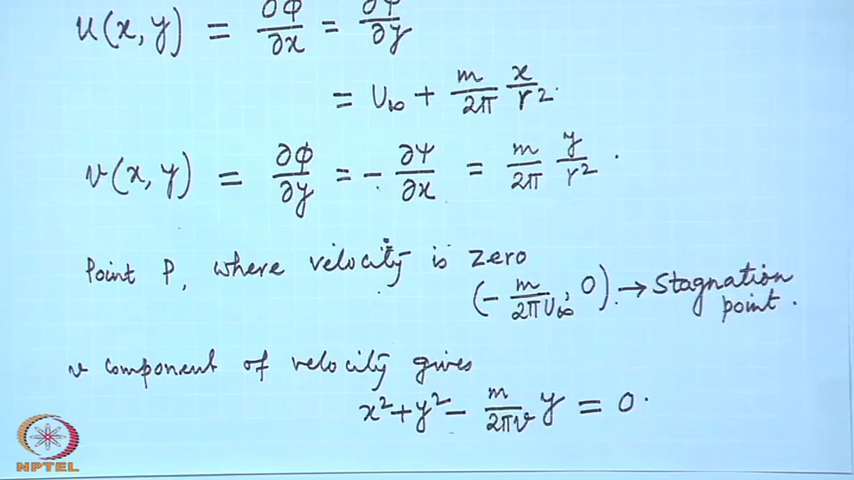 u(x, y) = ∂φ/∂x = ∂Ψ/∂y
= U∞ + m/2π x/r².
v(x, y) = ∂φ/∂y = - ∂Ψ/∂x = m/2π y/r².
Point P, where velocity is zero
(- m/2πU∞, 0). → Stagnation point.
v component of velocity gives
x² + y² - m/2πv y = 0.
NPTEL